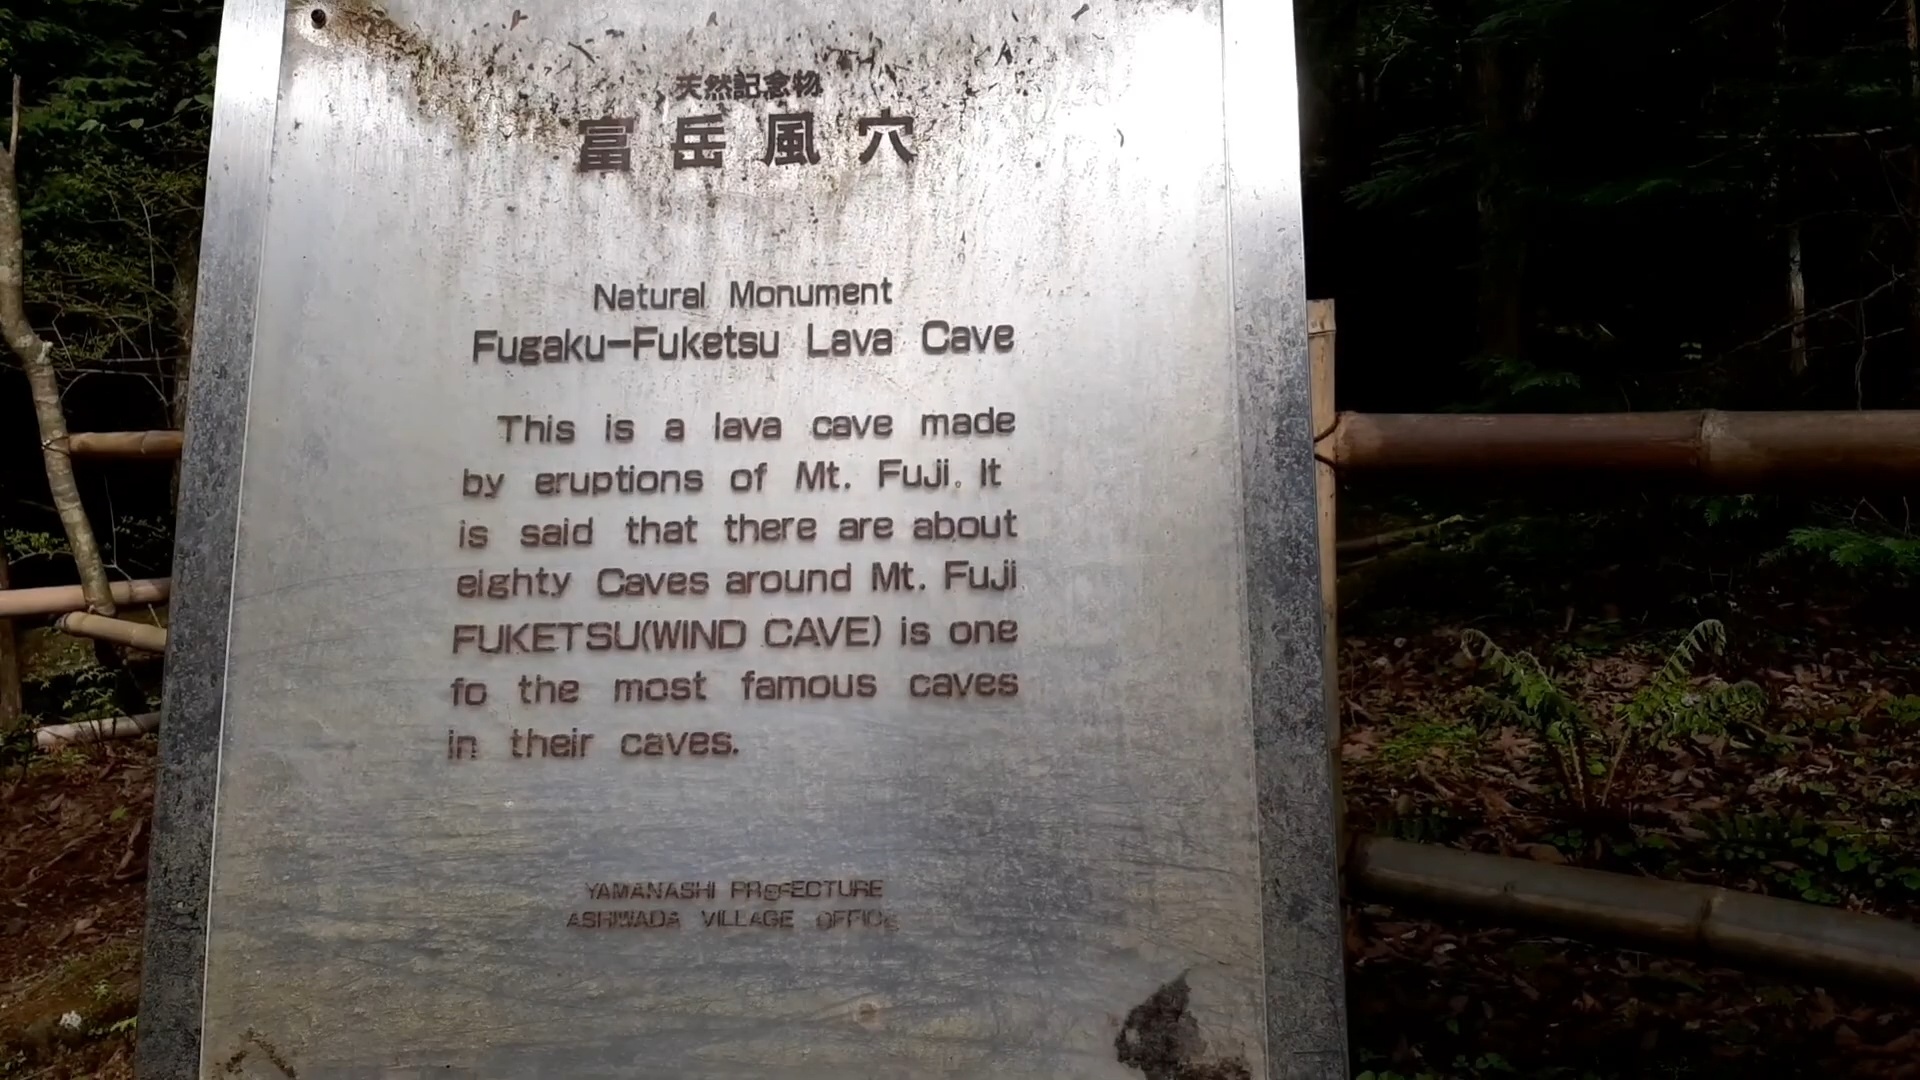 天然記念物
富岳風穴
Natural Monument
Fugaku-Fuketsu Lava Cave
This is a lava cave made
by eruptions of Mt. Fuji. It
is said that there are about
eighty Caves around Mt. Fuji
FUKETSU(WIND CAVE) is one
fo the most famous caves
in their caves.
YAMANASHI PREFECTURE
ASHIWADA VILLAGE OFFICE